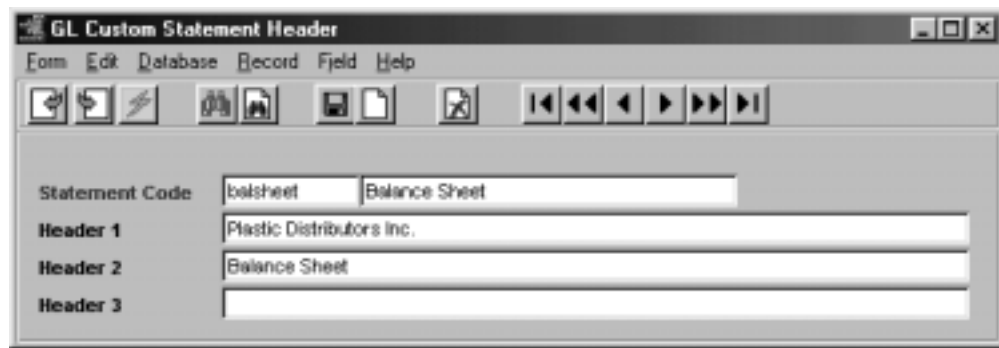 GL Custom Statement Header
Form Edit Database Record Field Help
Statement Code balsheet Balance Sheet
Header 1 Plastic Distributors Inc.
Header 2 Balance Sheet
Header 3